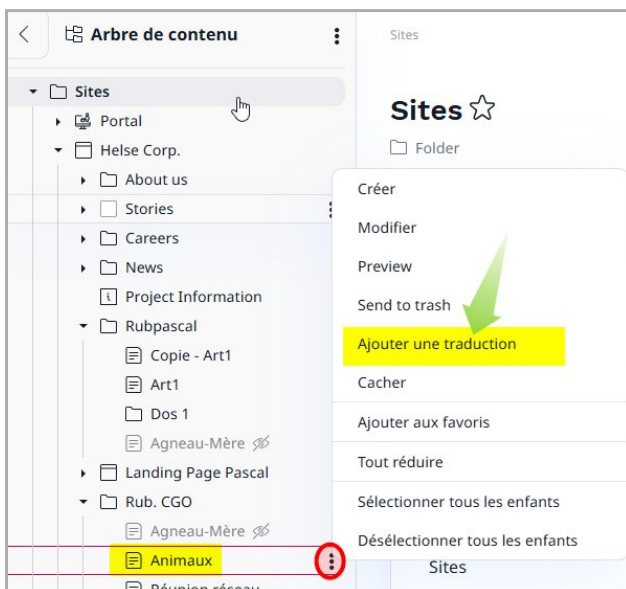 Arbre de contenu
Sites
Portal
Helse Corp.
About us
Stories
Careers
News
Project Information
Rubpascal
Copie - Art1
Art1
Dos 1
Agneau-Mère
Landing Page Pascal
Rub. CGO
Agneau-Mère
Animaux
Réunion réseau
Sites
Sites
Folder
Créer
Modifier
Preview
Send to trash
Ajouter une traduction
Cacher
Ajouter aux favoris
Tout réduire
Sélectionner tous les enfants
Désélectionner tous les enfants
Sites